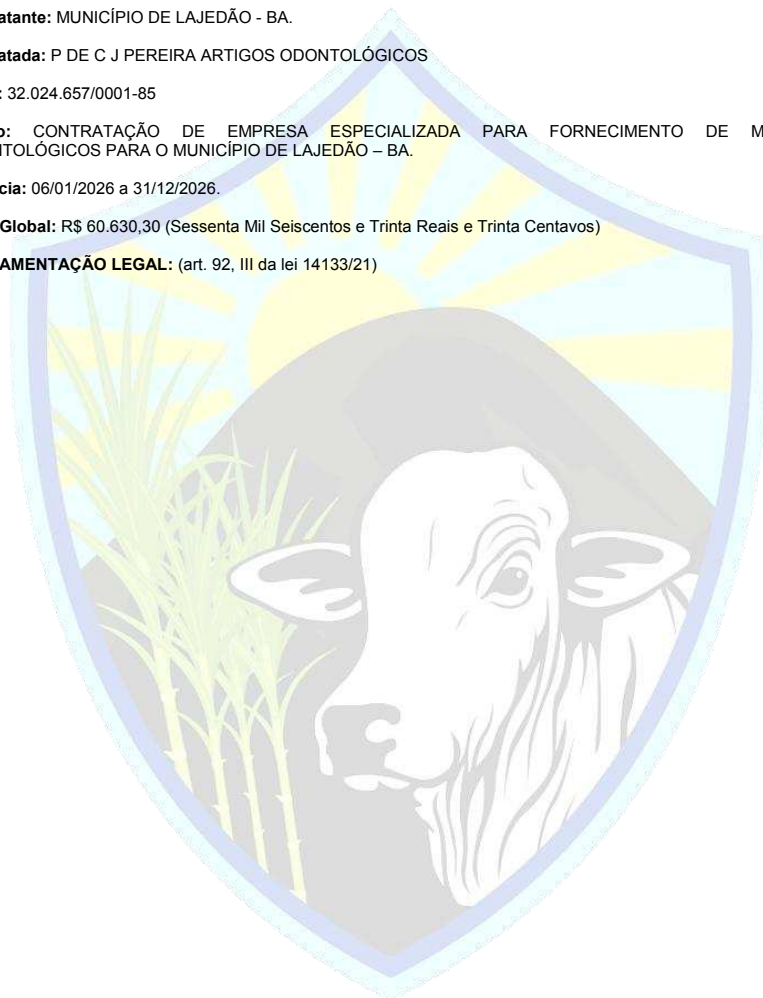 atante: MUNICÍPIO DE LAJEDÃO - BA.
atada: P DE C J PEREIRA ARTIGOS ODONTOLÓGICOS
: 32.024.657/0001-85
o: CONTRATAÇÃO DE EMPRESA ESPECIALIZADA PARA FORNECIMENTO DE M
NTOLÓGICOS PARA O MUNICÍPIO DE LAJEDÃO – BA.
cia: 06/01/2026 a 31/12/2026.
Global: R$ 60.630,30 (Sessenta Mil Seiscentos e Trinta Reais e Trinta Centavos)
AMENTAÇÃO LEGAL: (art. 92, III da lei 14133/21)